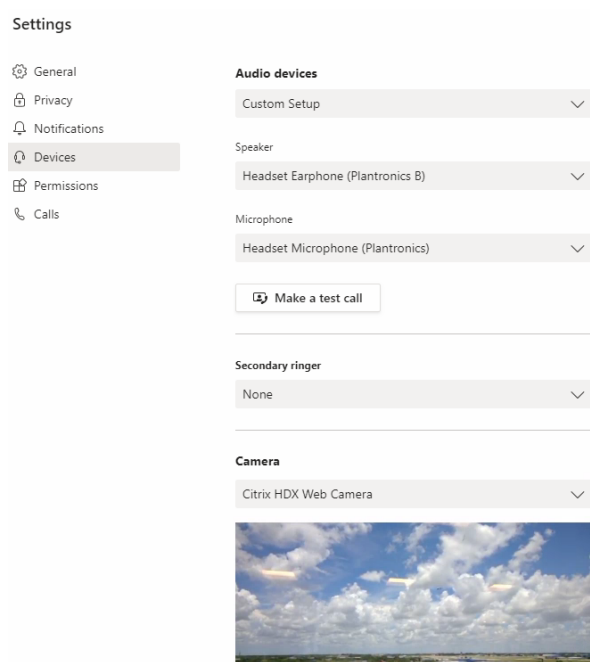 Settings
General
Privacy
Notifications
Devices
Permissions
Calls
Audio devices
Custom Setup
Speaker
Headset Earphone (Plantronics B)
Microphone
Headset Microphone (Plantronics)
Make a test call
Secondary ringer
None
Camera
Citrix HDX Web Camera